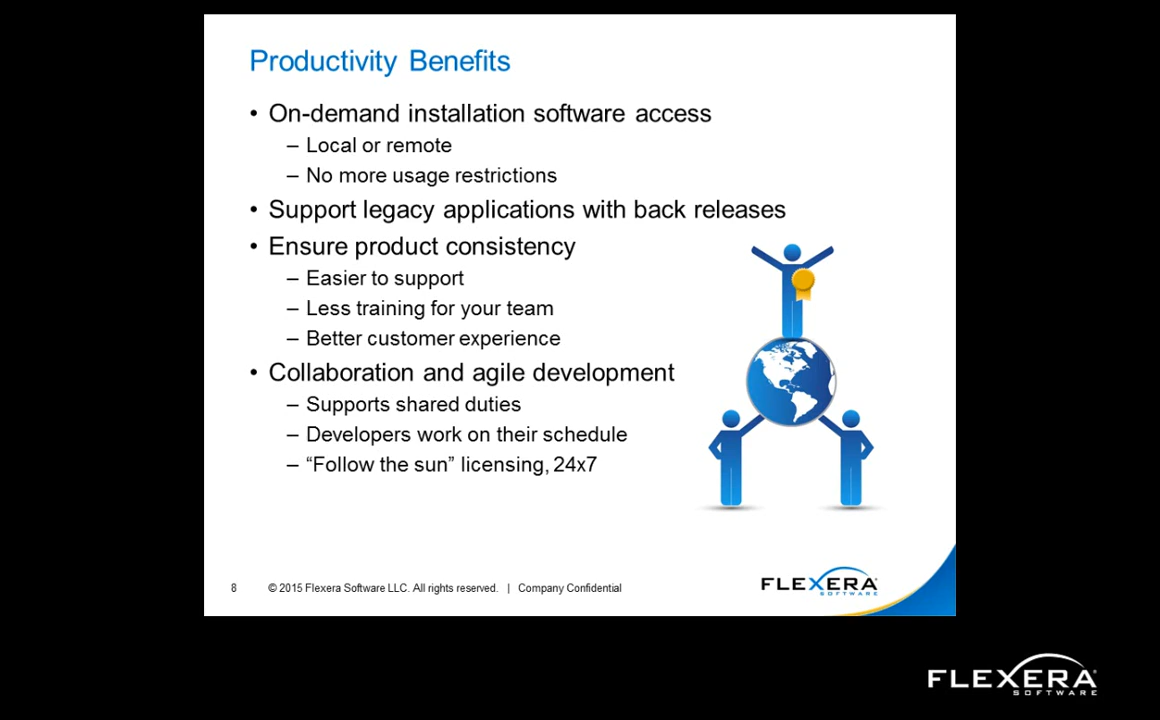 Productivity Benefits
• On-demand installation software access
– Local or remote
– No more usage restrictions
• Support legacy applications with back releases
• Ensure product consistency
– Easier to support
– Less training for your team
– Better customer experience
• Collaboration and agile development
– Supports shared duties
– Developers work on their schedule
– “Follow the sun” licensing, 24x7
8 © 2015 Flexera Software LLC. All rights reserved. | Company Confidential
FLEXERA
SOFTWARE
FLEXERA
SOFTWARE